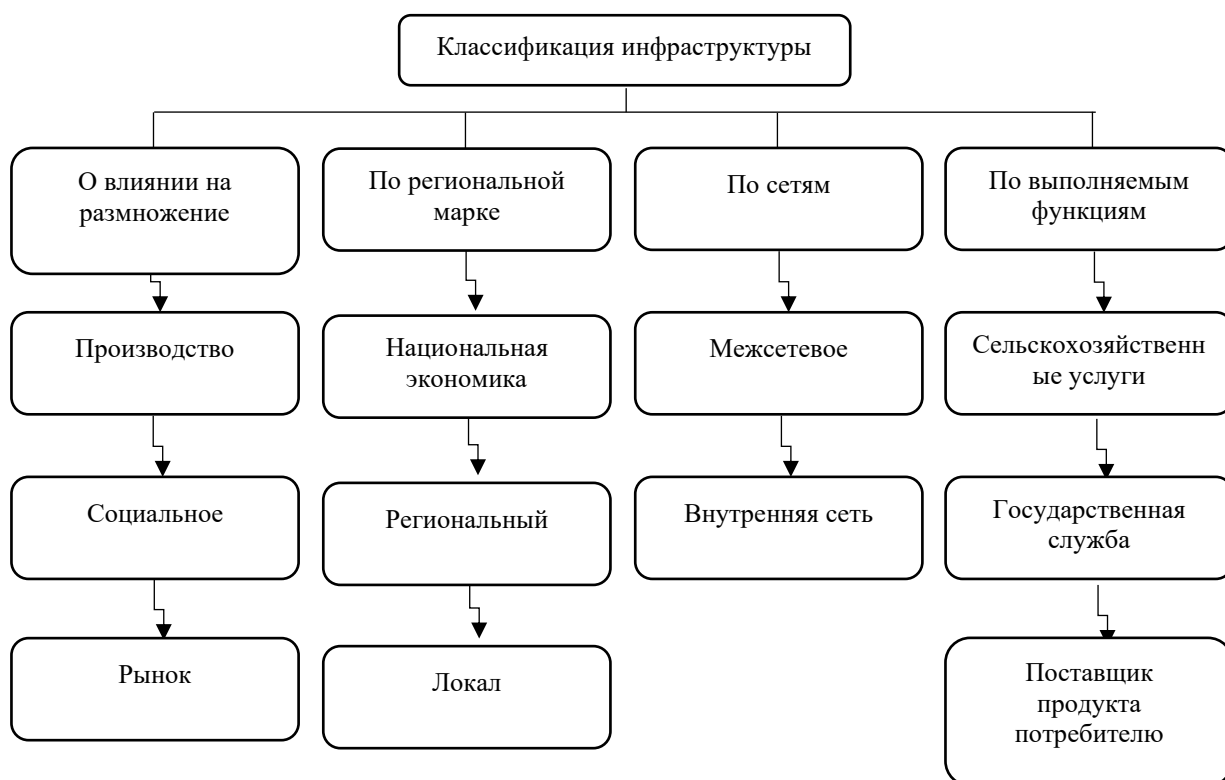 Классификация инфраструктуры
О влиянии на
размножение
По региональной
марке
По сетям
По выполняемым
функциям
Производство
Национальная
экономика
Межсетевое
Сельскохозяйственн
ые услуги
Социальное
Региональный
Внутренняя сеть
Государственная
служба
Рынок
Локал
Поставщик
продукта
потребителю